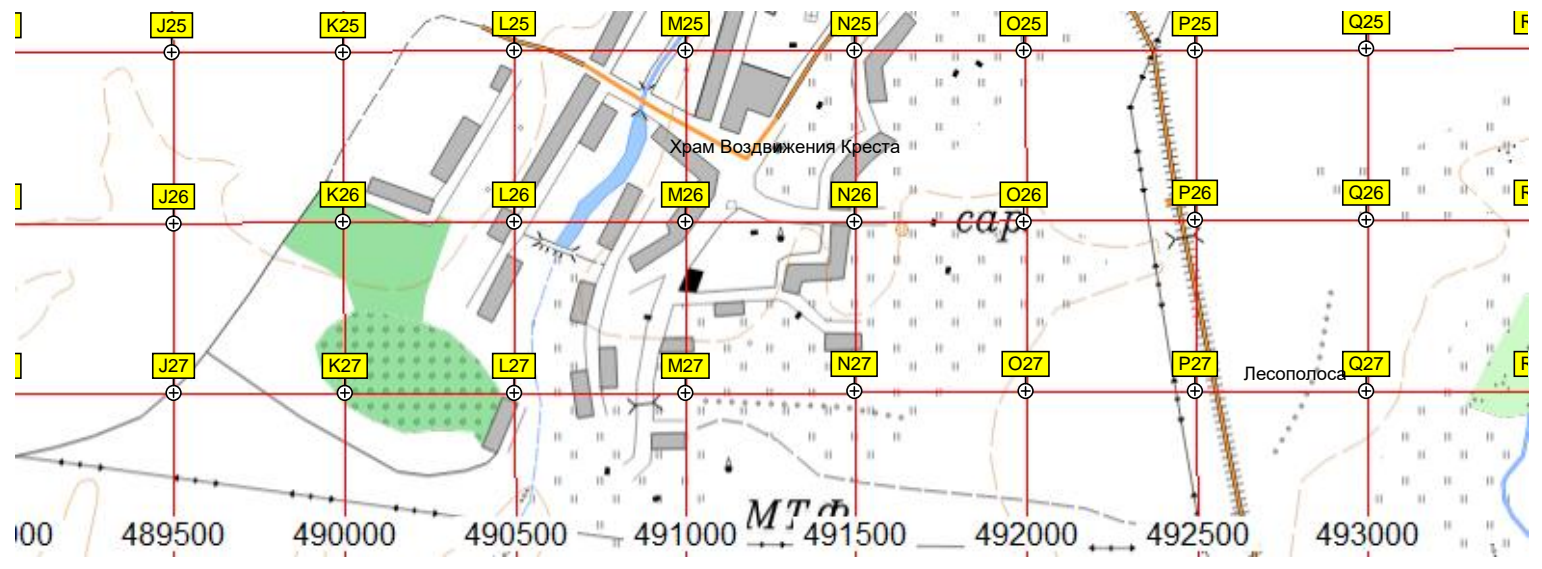 J25 K25 L25 M25 N25 O25 P25 Q25
Храм Воздвижения Креста
J26 K26 L26 M26 N26 O26 P26 Q26
сар.
J27 K27 L27 M27 N27 O27 P27 Q27
Лесополоса
МТФ
489500 490000 490500 491000 491500 492000 492500 493000